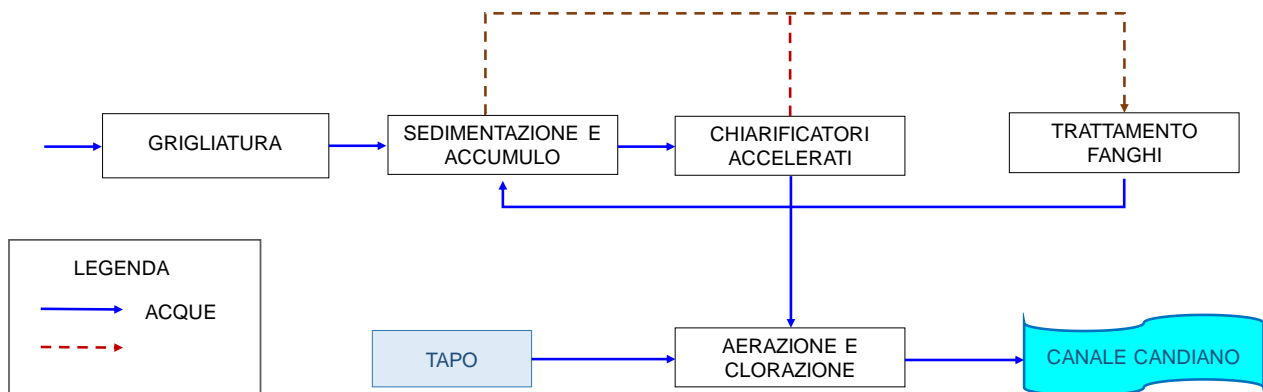 GRIGLIATURA
SEDIMENTAZIONE E
ACCUMULO
CHIARIFICATORI
ACCELERATI
TRATTAMENTO
FANGHI
LEGENDA
ACQUE
TAPO
AERAZIONE E
CLORAZIONE
CANALE CANDIANO